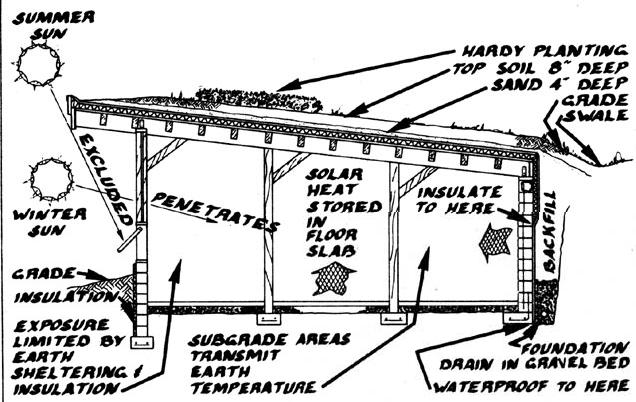 SUMMER
SUN
HARDY PLANTING
TOP SOIL 8" DEEP
SAND 4" DEEP
GRADE
SWALE
EXCLUDED
WINTER
SUN
PENETRATES
SOLAR
HEAT
STORED
IN
FLOOR
SLAB
INSULATE
TO HERE
BACKFILL
GRADE
INSULATION
EXPOSURE
LIMITED BY
EARTH
SHELTERING &
INSULATION
SUBGRADE AREAS
TRANSMIT
EARTH
TEMPERATURE
FOUNDATION
DRAIN IN GRAVEL BED
WATERPROOF TO HERE